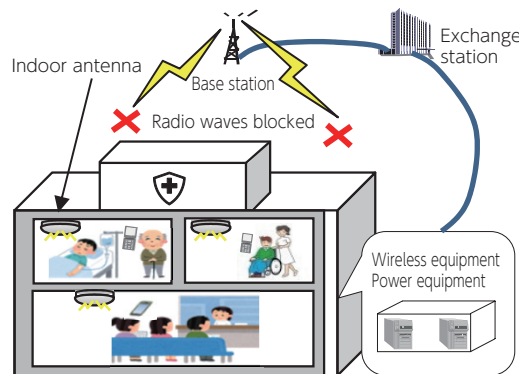 Exchange
station
Indoor antenna
Base station
Radio waves blocked
Wireless equipment
Power equipment